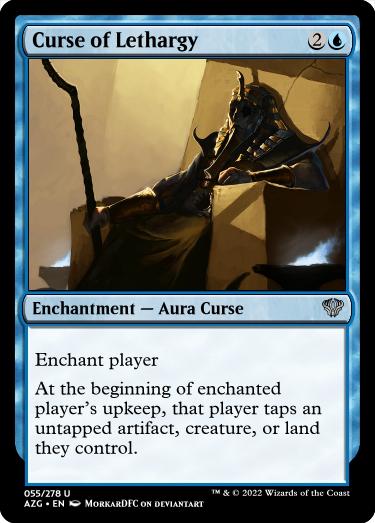 Curse of Lethargy 2
Enchantment — Aura Curse
Enchant player
At the beginning of enchanted
player's upkeep, that player taps an
untapped artifact, creature, or land
they control.
055/278 U ™ & © 2022 Wizards of the Coast
AZG • EN MorkarDFC on deviantart